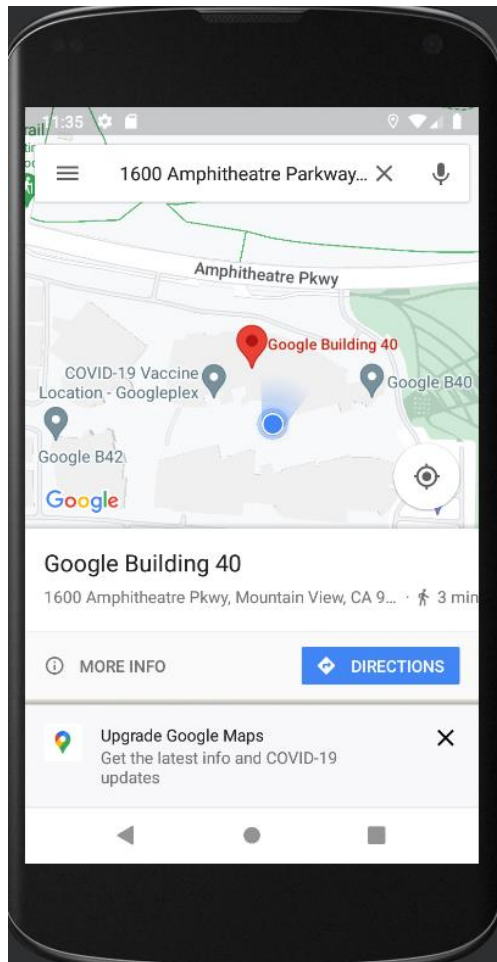 11:35
rail
1600 Amphitheatre Parkway...
Amphitheatre Pkwy
Google Building 40
COVID-19 Vaccine
Location - Googleplex
Google B40
Google B42
Google
Google Building 40
1600 Amphitheatre Pkwy, Mountain View, CA 9... · 3 min
MORE INFO
DIRECTIONS
Upgrade Google Maps
Get the latest info and COVID-19
updates